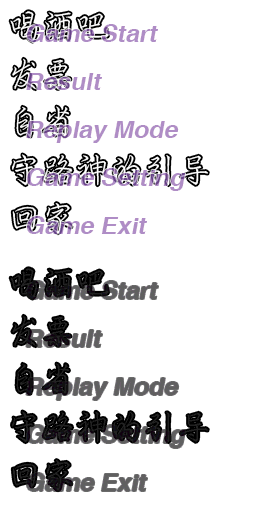 喝酒吧
Game Start
发票
Result
自省
Replay Mode
守路神的引导
Game Setting
回家
Game Exit
喝酒吧
Game Start
发票
Result
自省
Replay Mode
守路神的引导
Game Setting
回家
Game Exit